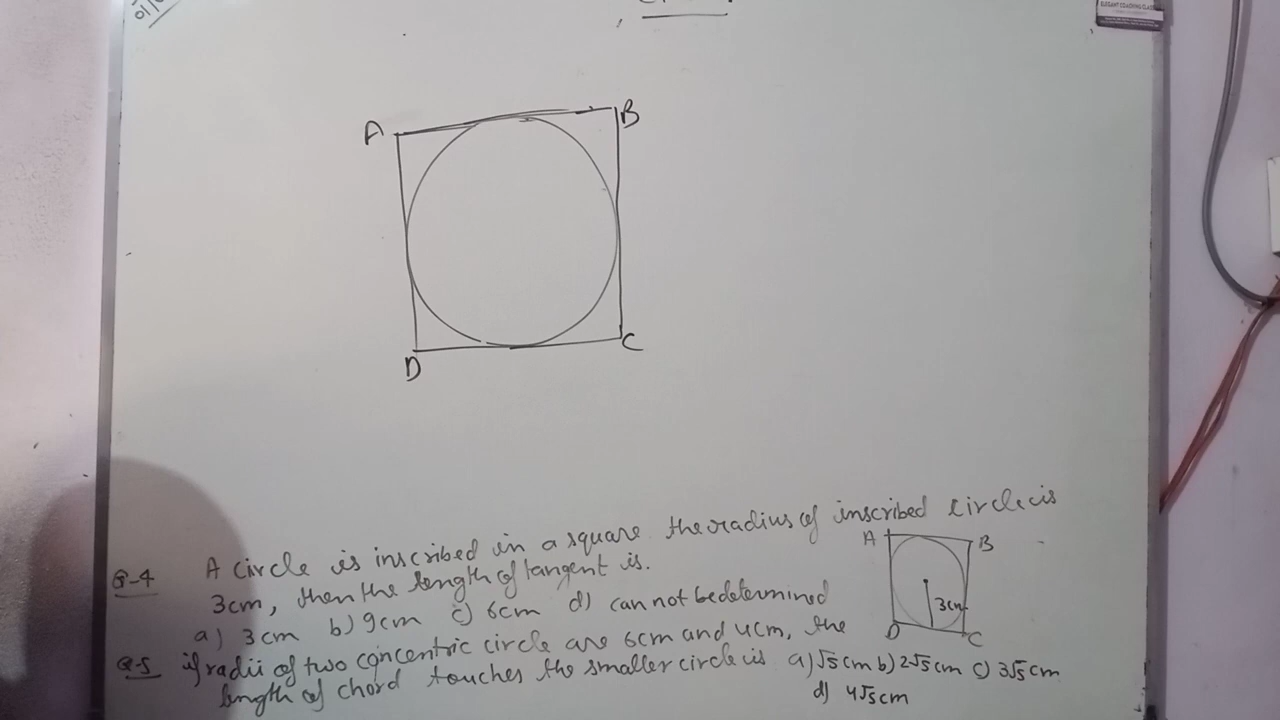 ELEGANT COACHING CLASSES
A
B
D
C
Q-4 A circle is inscribed in a square the radius of inscribed circle is
3cm, then the length of tangent is.
a) 3cm b) 9cm c) 6cm d) can not be determined
A
B
3cm
D
C
Q-5 if radii of two concentric circle are 6cm and 4cm, the
length of chord touches the smaller circle is a) √5 cm b) 2√5 cm c) 3√5 cm
d) 4√5 cm